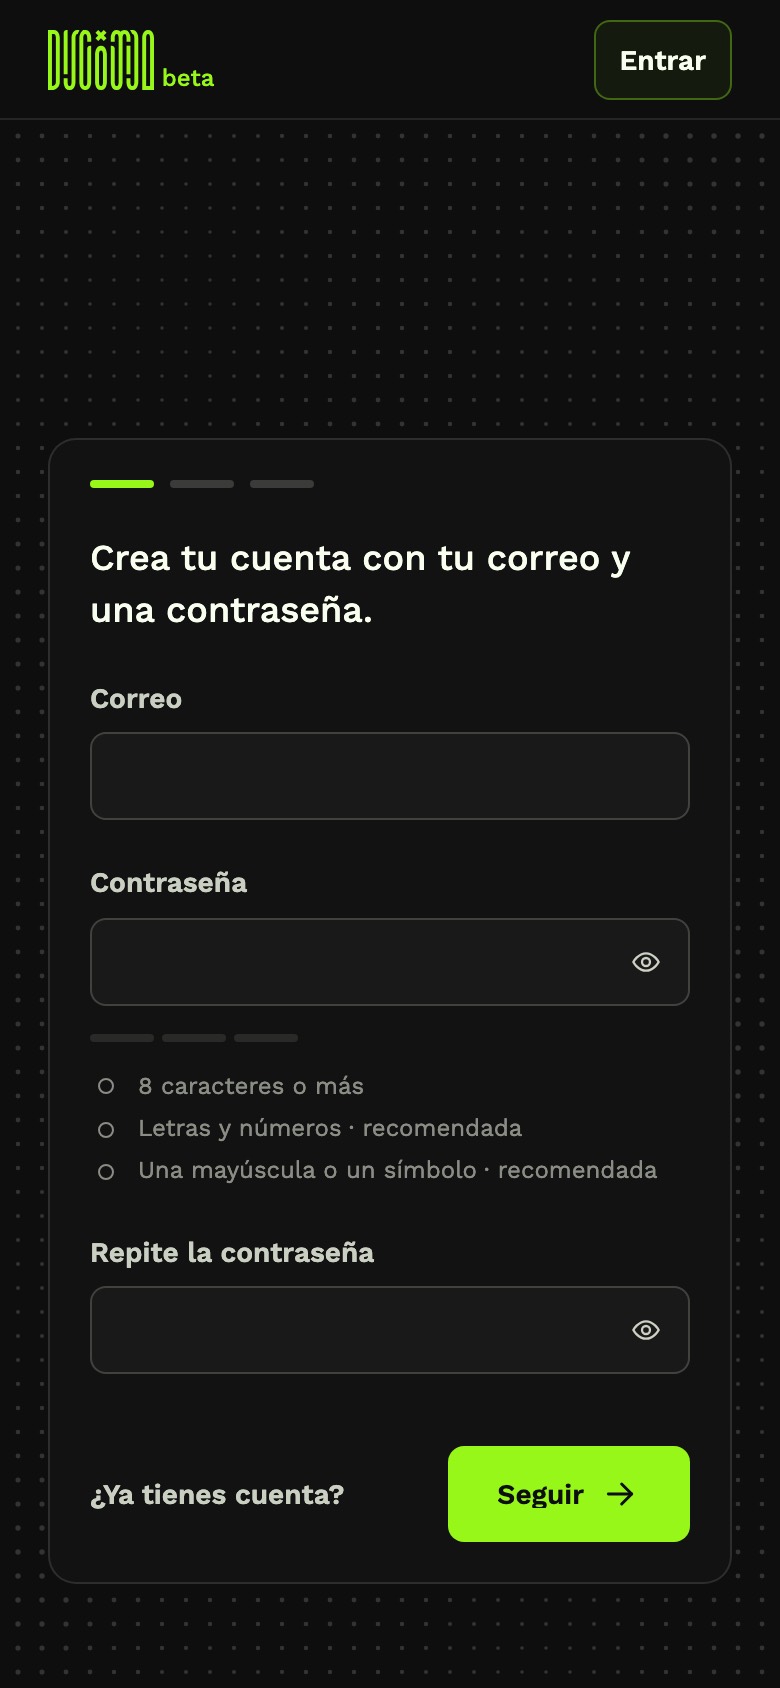 beta
Entrar
Crea tu cuenta con tu correo y
una contraseña.
Correo
Contraseña
8 caracteres o más
Letras y números · recomendada
Una mayúscula o un símbolo · recomendada
Repite la contraseña
¿Ya tienes cuenta?
Seguir